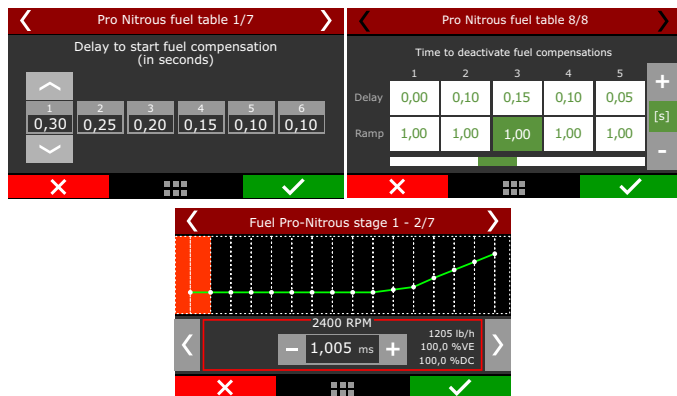 Pro Nitrous fuel table 1/7
Delay to start fuel compensation
(in seconds)
1 2 3 4 5 6
0,30 0,25 0,20 0,15 0,10 0,10
Pro Nitrous fuel table 8/8
Time to deactivate fuel compensations
1 2 3 4 5
Delay 0,00 0,10 0,15 0,10 0,05
Ramp 1,00 1,00 1,00 1,00 1,00
+
[s]
-
Fuel Pro-Nitrous stage 1 - 2/7
2400 RPM
− 1,005 ms +
1205 lb/h
100,0 %VE
100,0 %DC